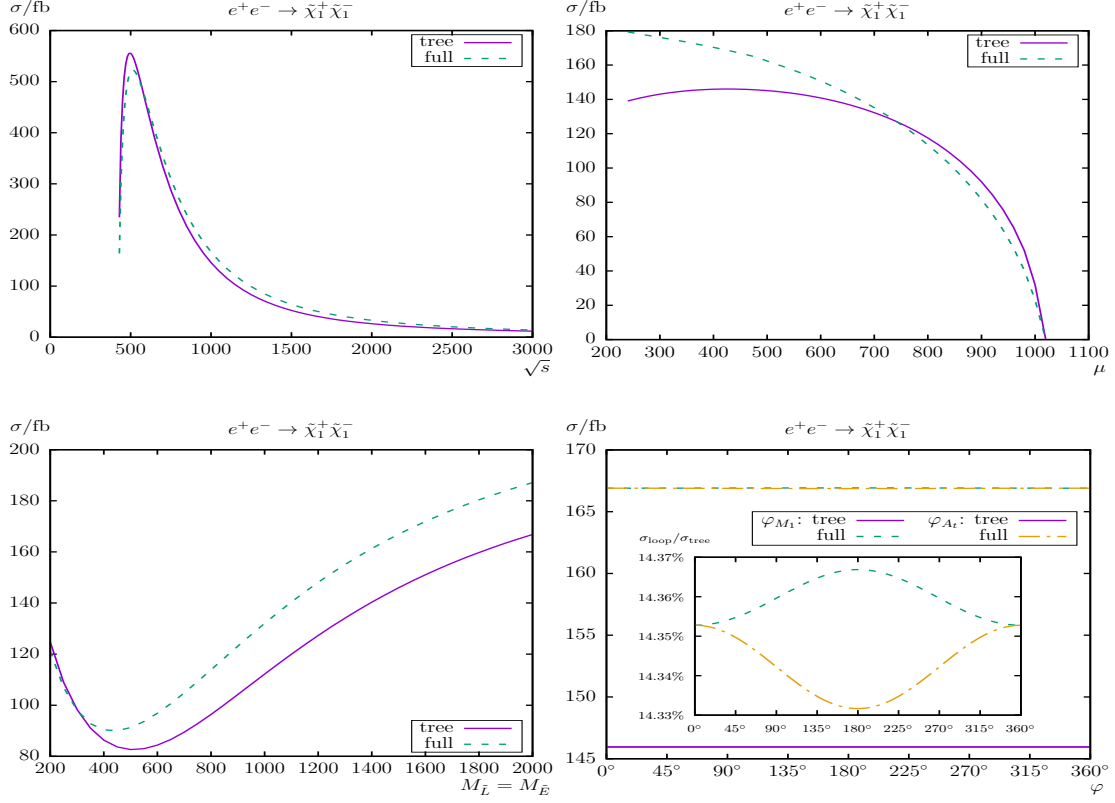 σ/fb
e⁺e⁻ → χ̃₁⁺χ̃₁⁻
600
500
400
300
200
100
0
tree
full
0 500 1000 1500 2000 2500 3000
√s
σ/fb
e⁺e⁻ → χ̃₁⁺χ̃₁⁻
180
160
140
120
100
80
60
40
20
0
tree
full
200 300 400 500 600 700 800 900 1000 1100
μ
σ/fb
e⁺e⁻ → χ̃₁⁺χ̃₁⁻
200
180
160
140
120
100
80
tree
full
200 400 600 800 1000 1200 1400 1600 1800 2000
M_L̃ = M_Ẽ
σ/fb
e⁺e⁻ → χ̃₁⁺χ̃₁⁻
170
165
160
155
150
145
φ_M₁: tree φ_Aₜ: tree
full full
σ_loop/σ_tree
14.37%
14.36%
14.35%
14.34%
14.33%
0° 45° 90° 135° 180° 225° 270° 315° 360°
0° 45° 90° 135° 180° 225° 270° 315° 360°
φ